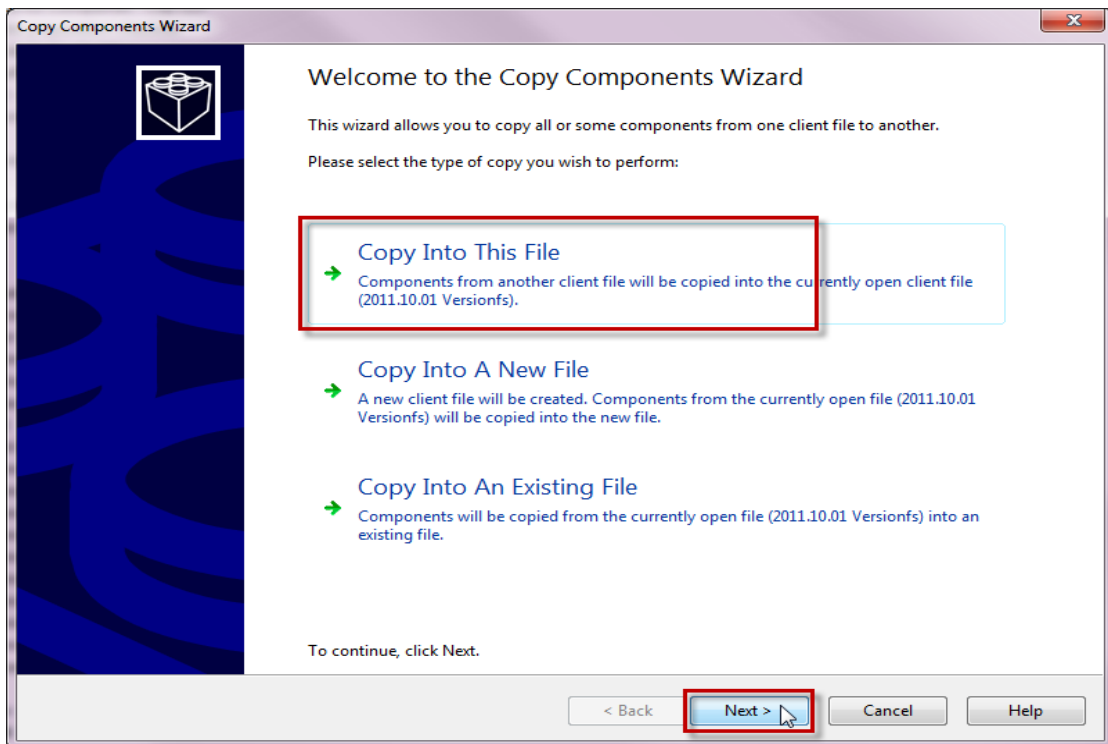 Copy Components Wizard
Welcome to the Copy Components Wizard
This wizard allows you to copy all or some components from one client file to another.
Please select the type of copy you wish to perform:
Copy Into This File
Components from another client file will be copied into the currently open client file
(2011.10.01 Versionfs).
Copy Into A New File
A new client file will be created. Components from the currently open file (2011.10.01
Versionfs) will be copied into the new file.
Copy Into An Existing File
Components will be copied from the currently open file (2011.10.01 Versionfs) into an
existing file.
To continue, click Next.
< Back Next > Cancel Help